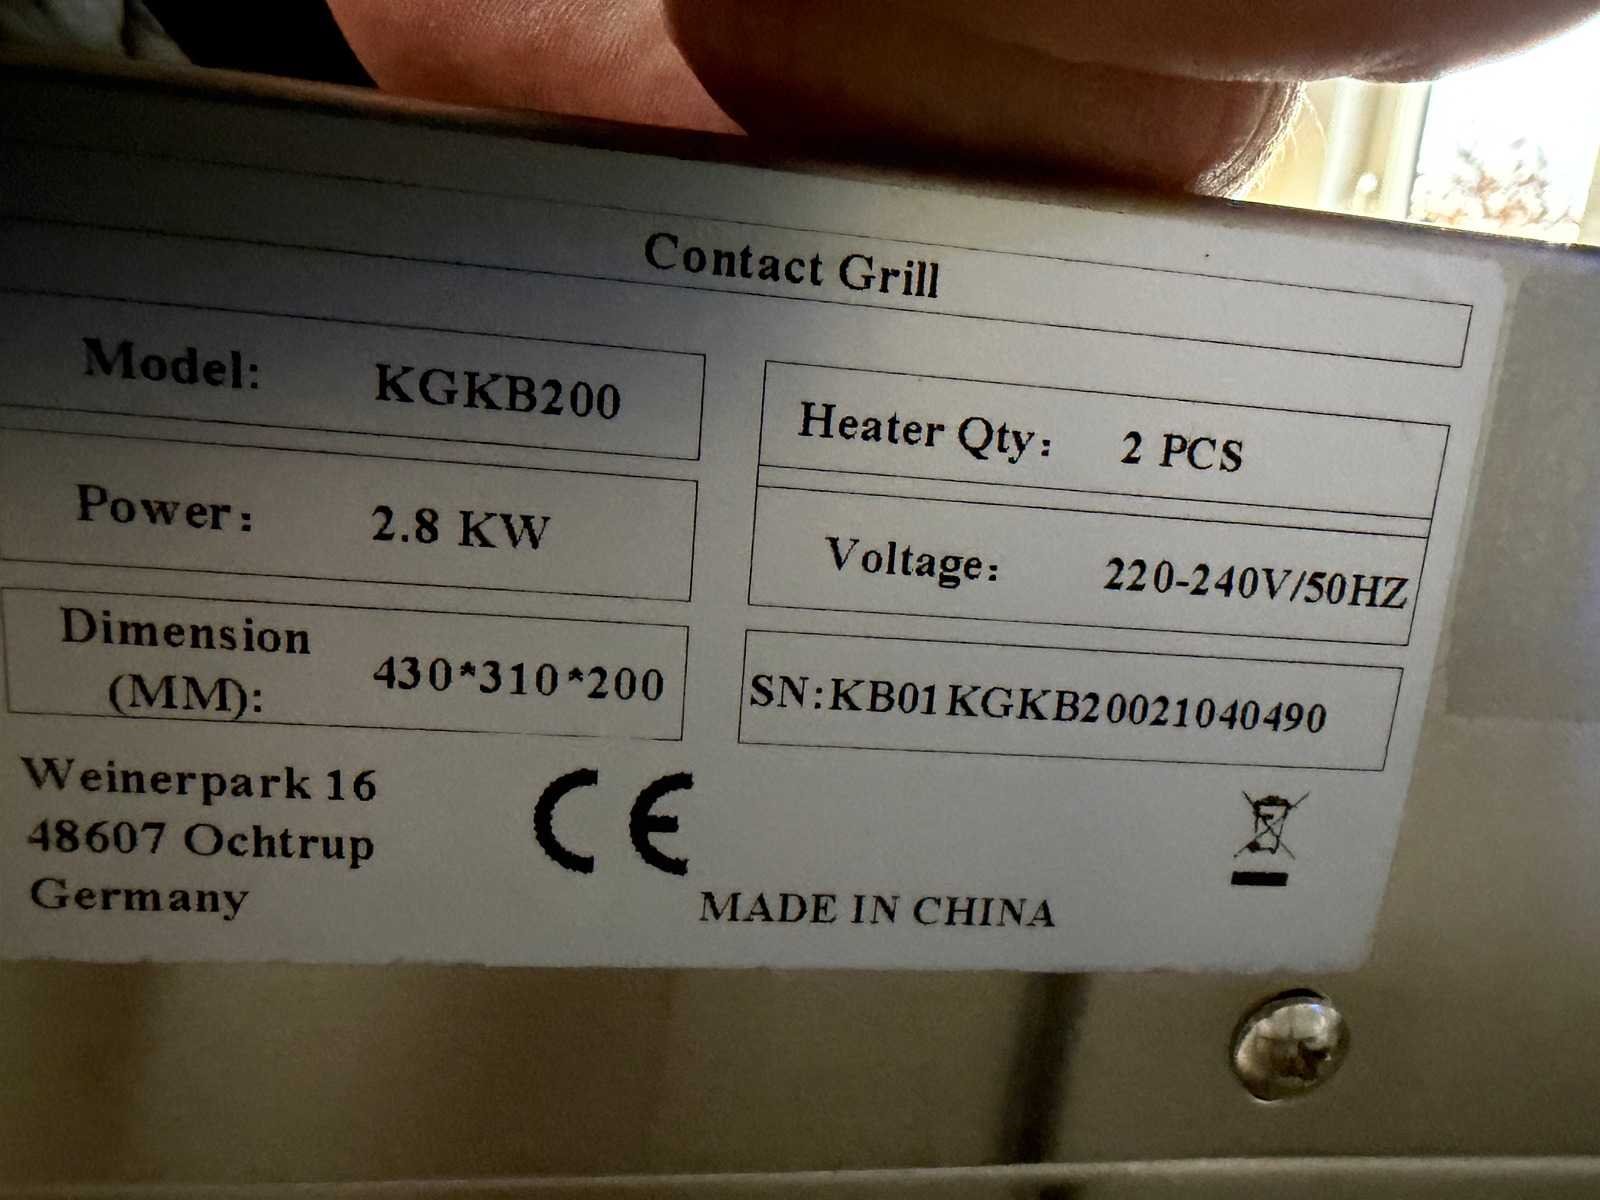 Contact Grill
Model: KGKB200
Heater Qty: 2 PCS
Power: 2.8 KW
Voltage: 220-240V/50HZ
Dimension
(MM): 430*310*200
SN:KB01KGKB20021040490
Weinerpark 16
48607 Ochtrup
Germany
CE
MADE IN CHINA